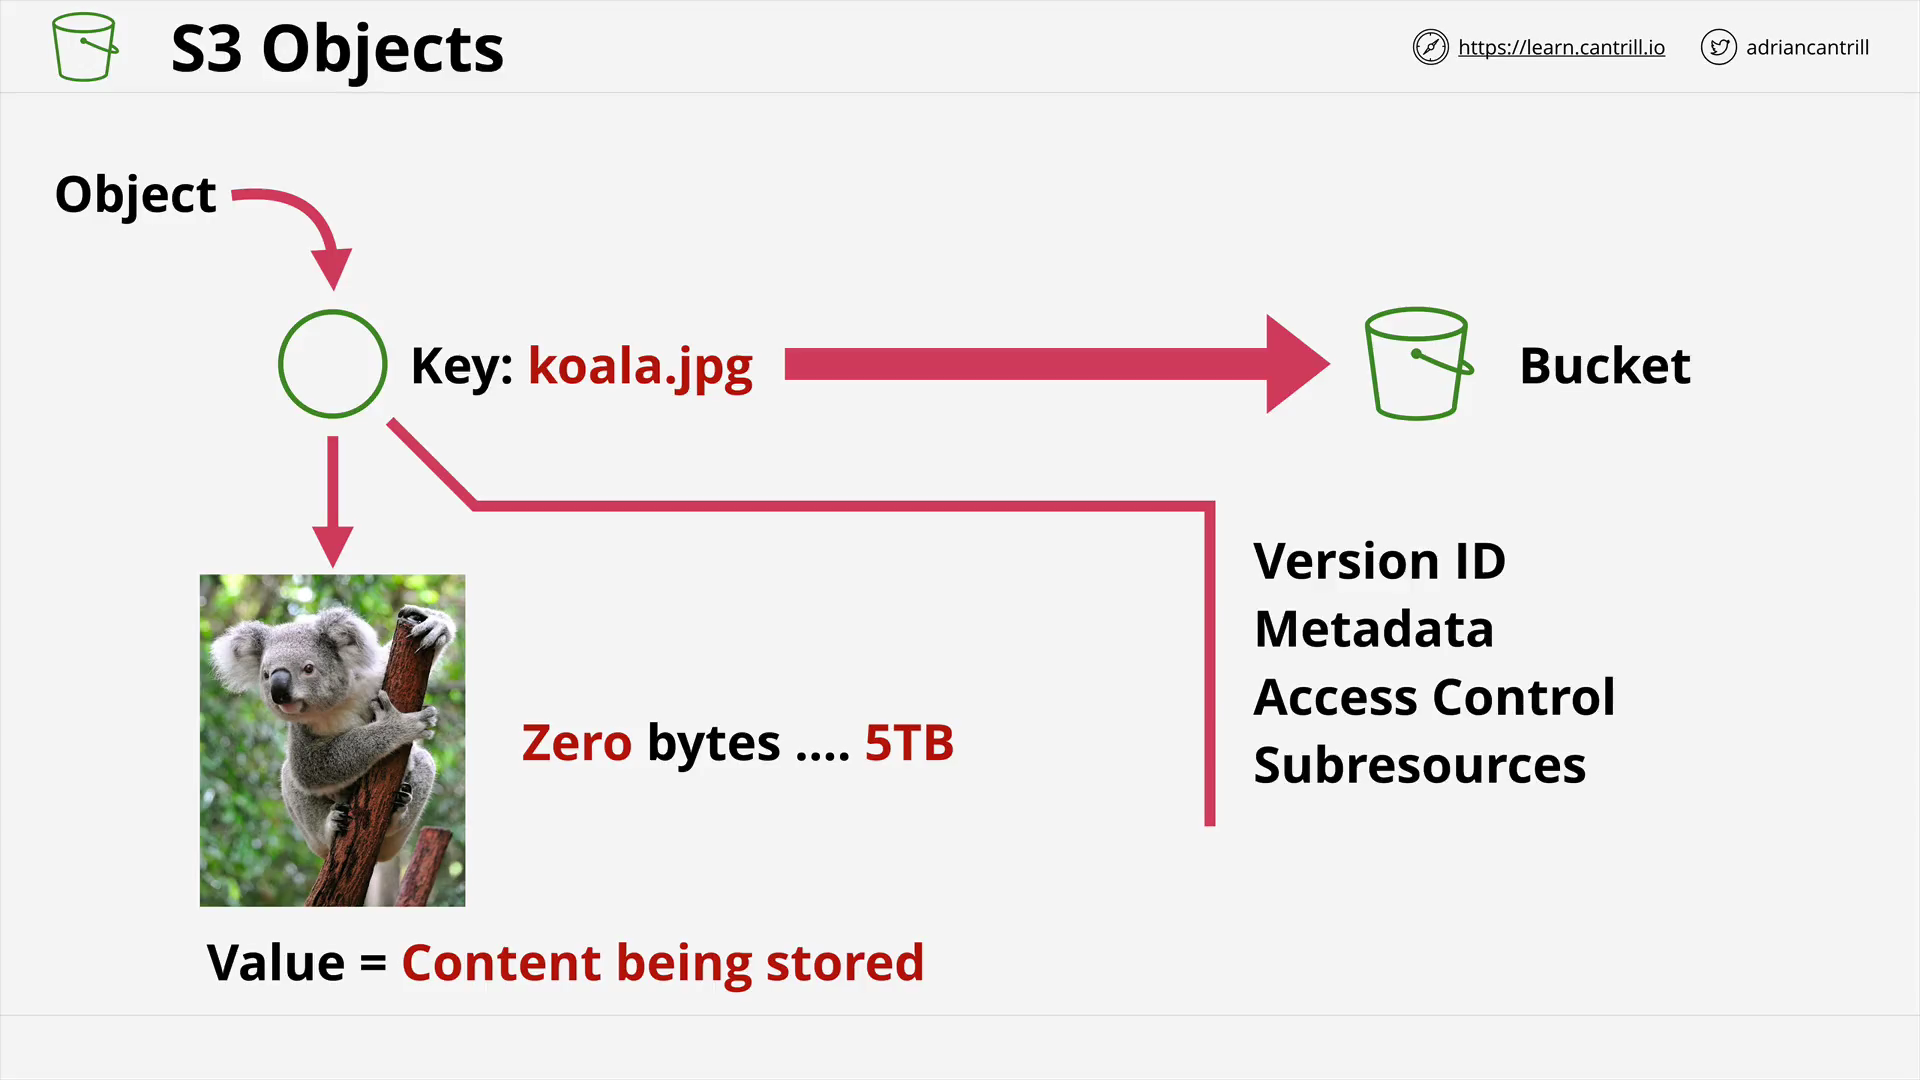 S3 Objects
https://learn.cantrill.io
adriancantrill
Object
Key: koala.jpg
Bucket
Version ID
Metadata
Access Control
Subresources
Zero bytes .... 5TB
Value = Content being stored